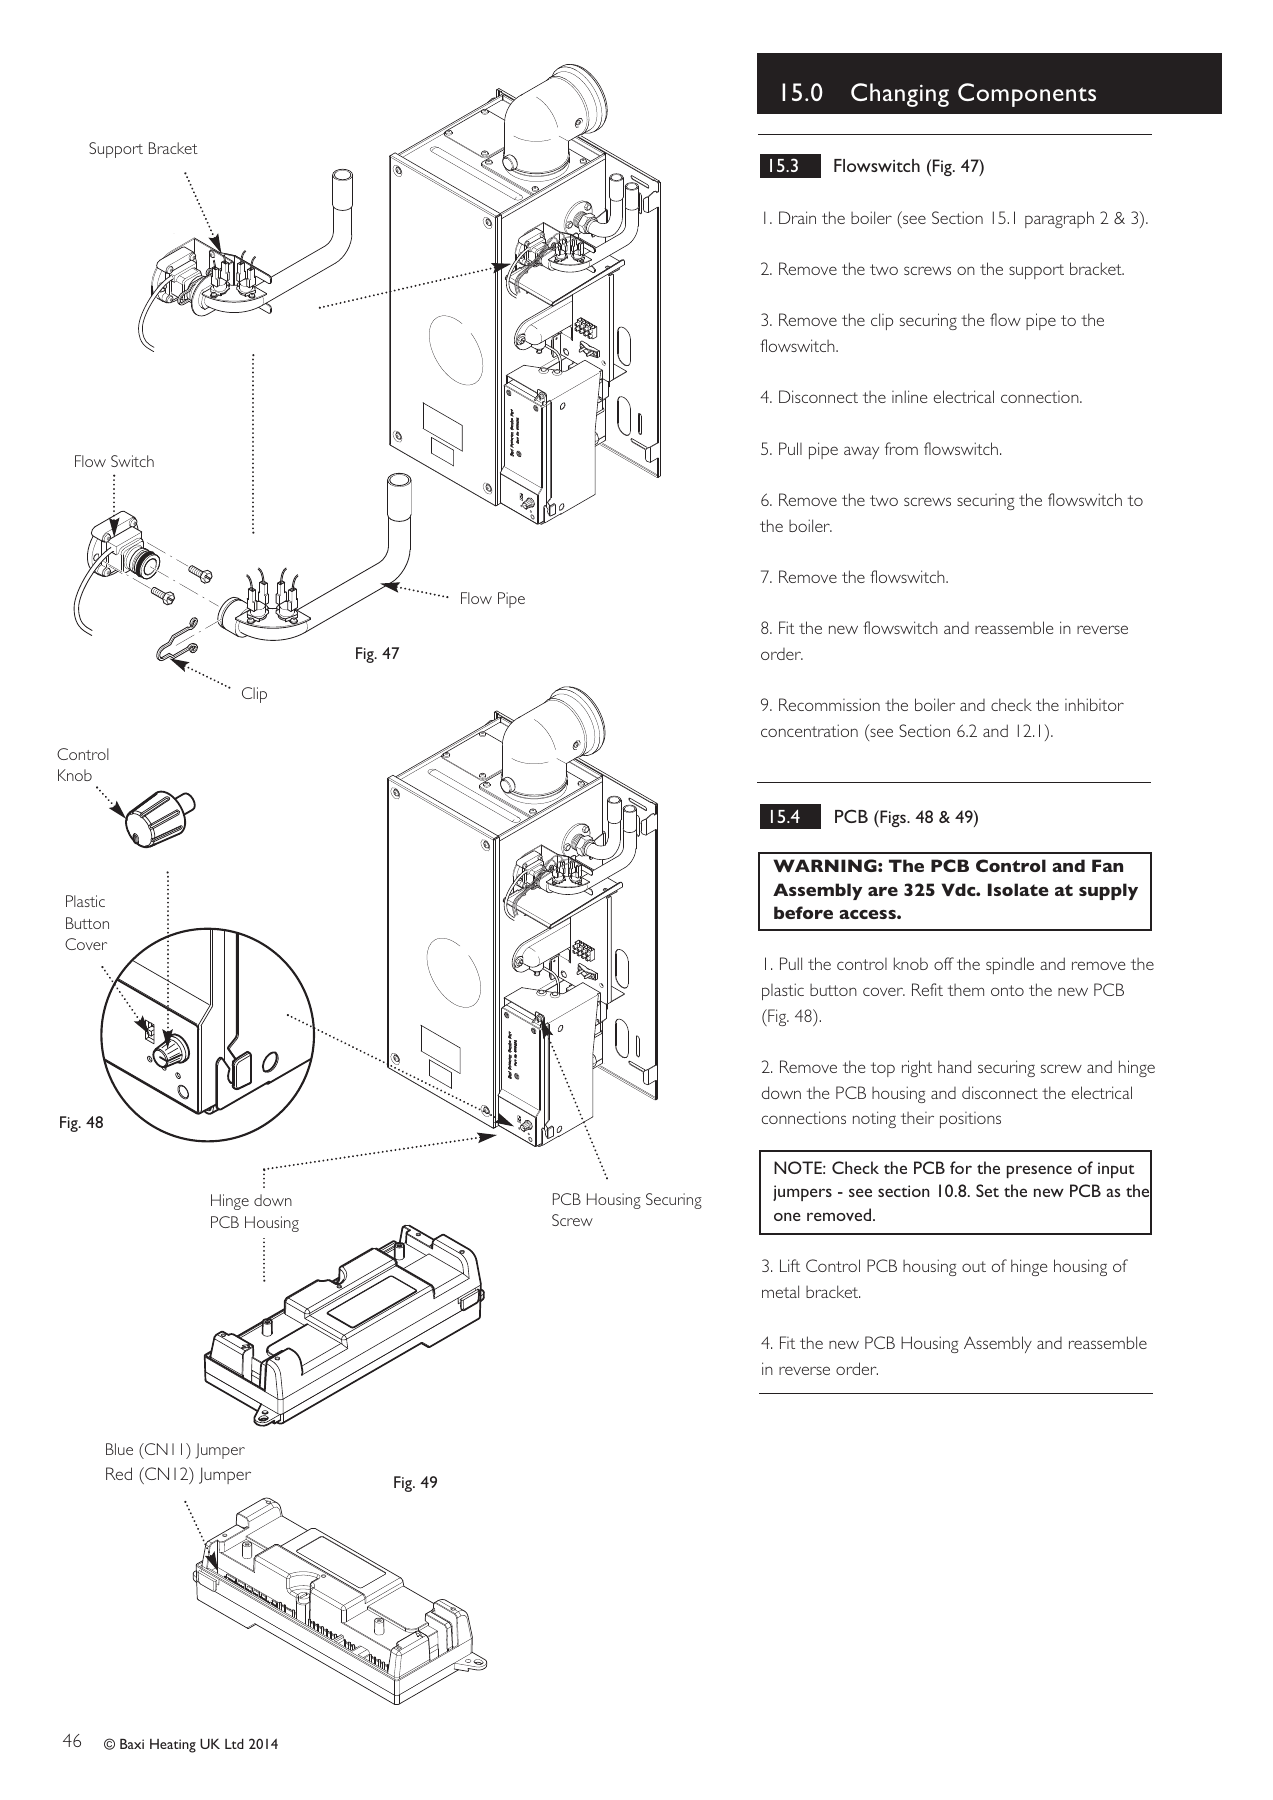 15.0 Changing Components
Support Bracket
Flow Switch
Flow Pipe
Fig. 47
Clip
Control
Knob
Plastic
Button
Cover
Fig. 48
Hinge down
PCB Housing
PCB Housing Securing
Screw
Blue (CN11) Jumper
Red (CN12) Jumper
Fig. 49
15.3 Flowswitch (Fig. 47)
1. Drain the boiler (see Section 15.1 paragraph 2 & 3).
2. Remove the two screws on the support bracket.
3. Remove the clip securing the flow pipe to the
flowswitch.
4. Disconnect the inline electrical connection.
5. Pull pipe away from flowswitch.
6. Remove the two screws securing the flowswitch to
the boiler.
7. Remove the flowswitch.
8. Fit the new flowswitch and reassemble in reverse
order.
9. Recommission the boiler and check the inhibitor
concentration (see Section 6.2 and 12.1).
15.4 PCB (Figs. 48 & 49)
WARNING: The PCB Control and Fan
Assembly are 325 Vdc. Isolate at supply
before access.
1. Pull the control knob off the spindle and remove the
plastic button cover. Refit them onto the new PCB
(Fig. 48).
2. Remove the top right hand securing screw and hinge
down the PCB housing and disconnect the electrical
connections noting their positions
NOTE: Check the PCB for the presence of input
jumpers - see section 10.8. Set the new PCB as the
one removed.
3. Lift Control PCB housing out of hinge housing of
metal bracket.
4. Fit the new PCB Housing Assembly and reassemble
in reverse order.
46 © Baxi Heating UK Ltd 2014